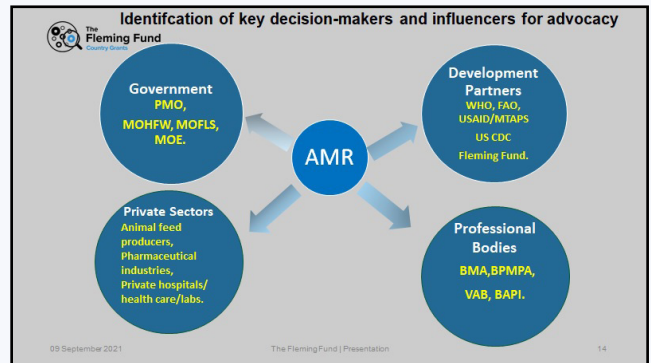 Identifcation of key decision-makers and influencers for advocacy
The
Fleming Fund
Country Grants
Government
PMO,
MOHFW, MOFLS,
MOE.
Development
Partners
WHO, FAO,
USAID/MTAPS
US CDC
Fleming Fund.
AMR
Private Sectors
Animal feed
producers,
Pharmaceutical
industries,
Private hospitals/
health care/labs.
Professional
Bodies
BMA,BPMPA,
VAB, BAPI.
09 September 2021
The Fleming Fund | Presentation
14